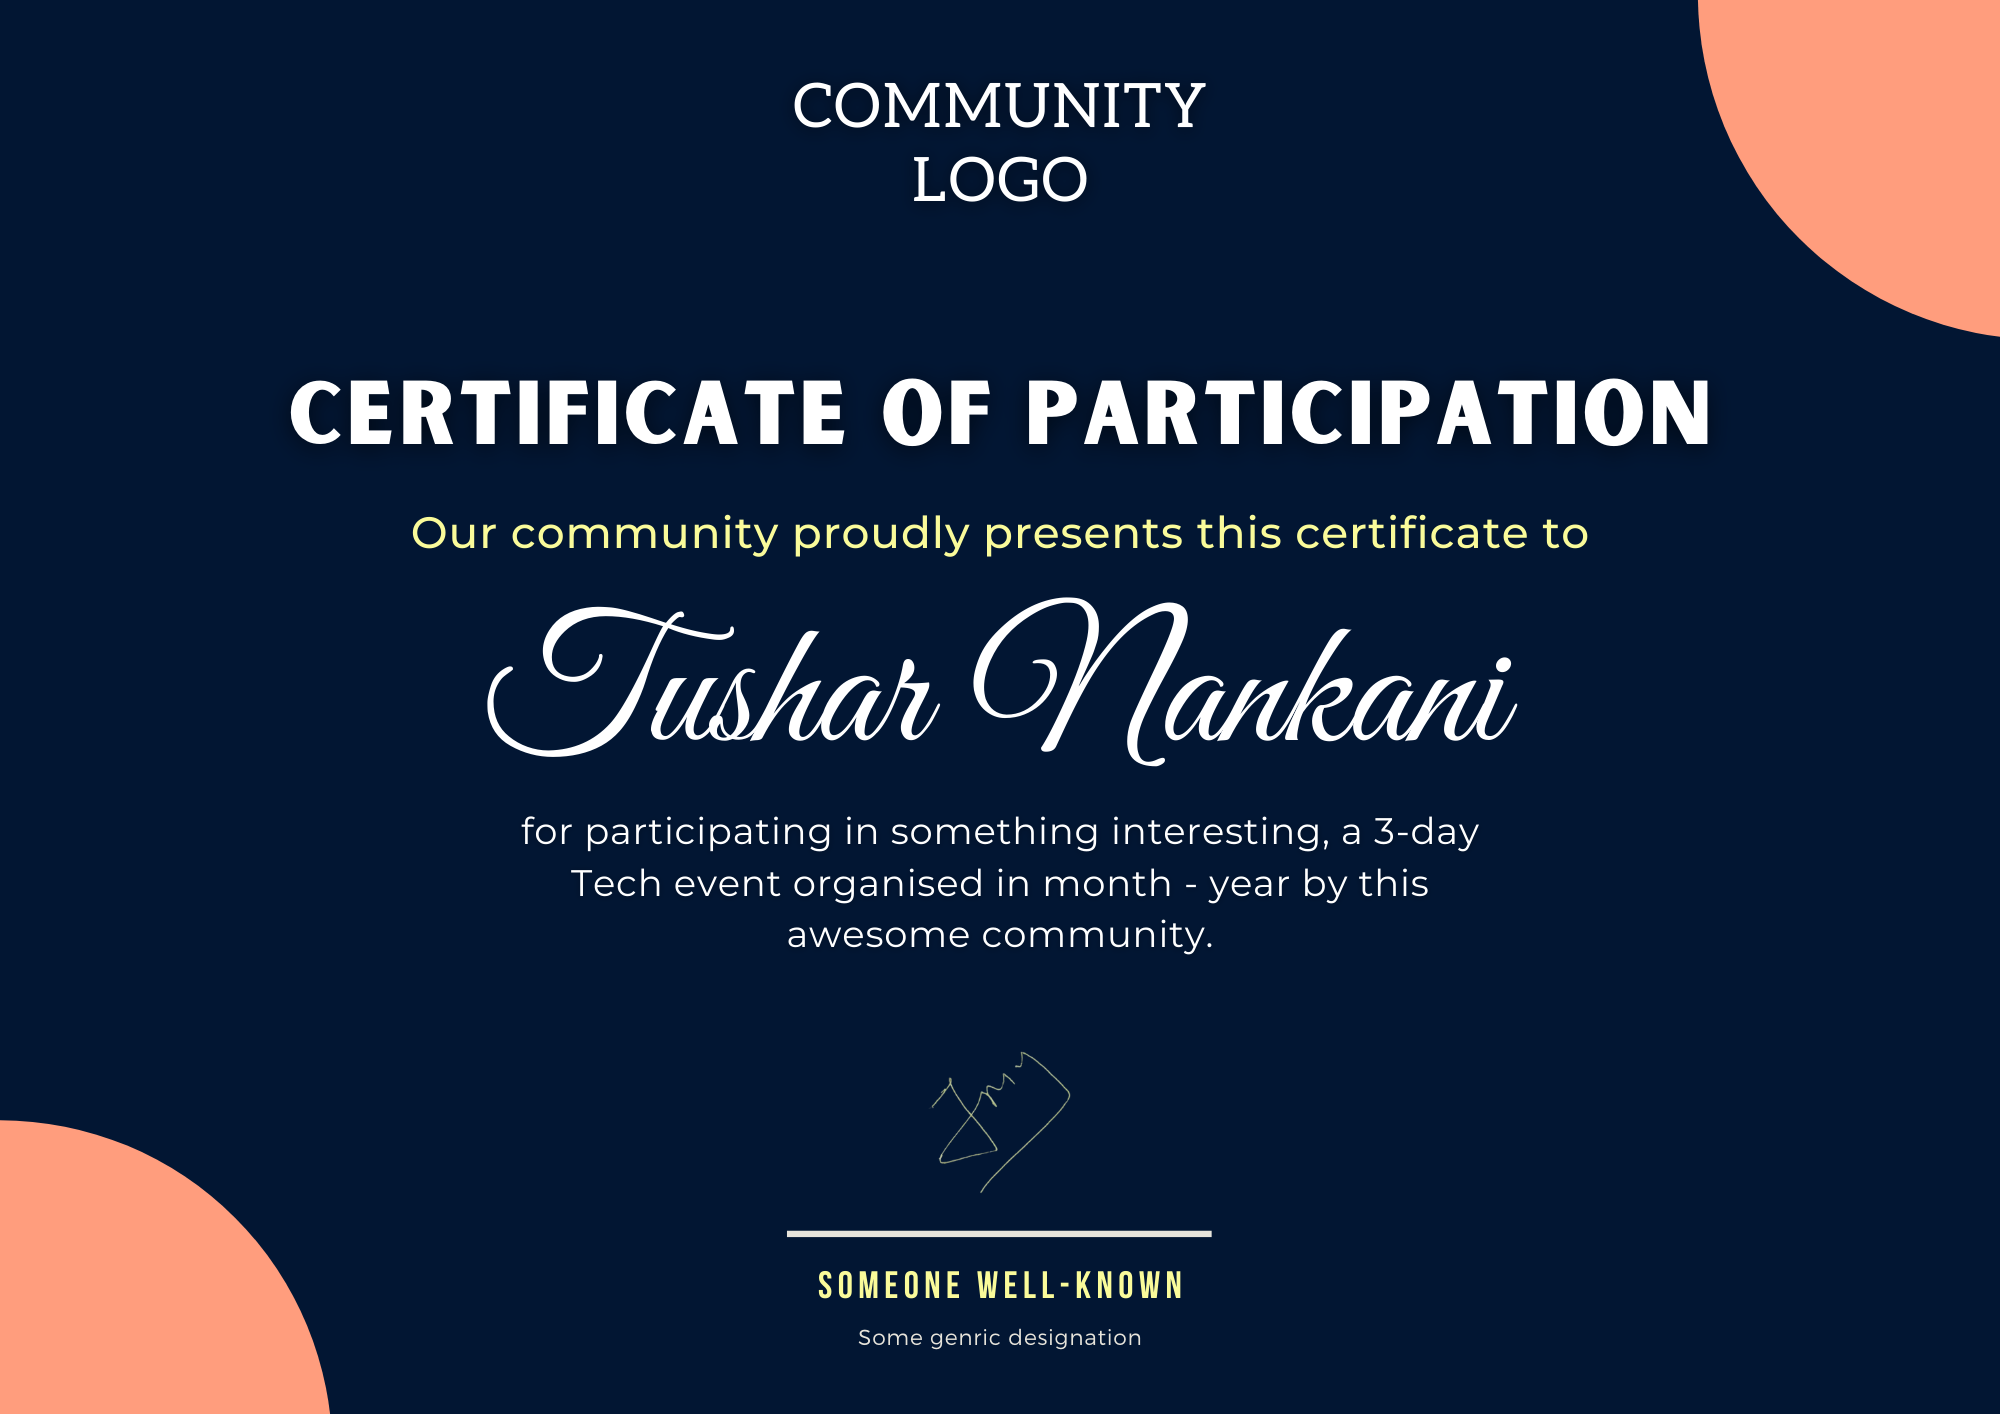 COMMUNITY
LOGO
CERTIFICATE OF PARTICIPATION
Our community proudly presents this certificate to
Tushar Nankani
for participating in something interesting, a 3-day
Tech event organised in month - year by this
awesome community.
SOMEONE WELL-KNOWN
Some genric designation